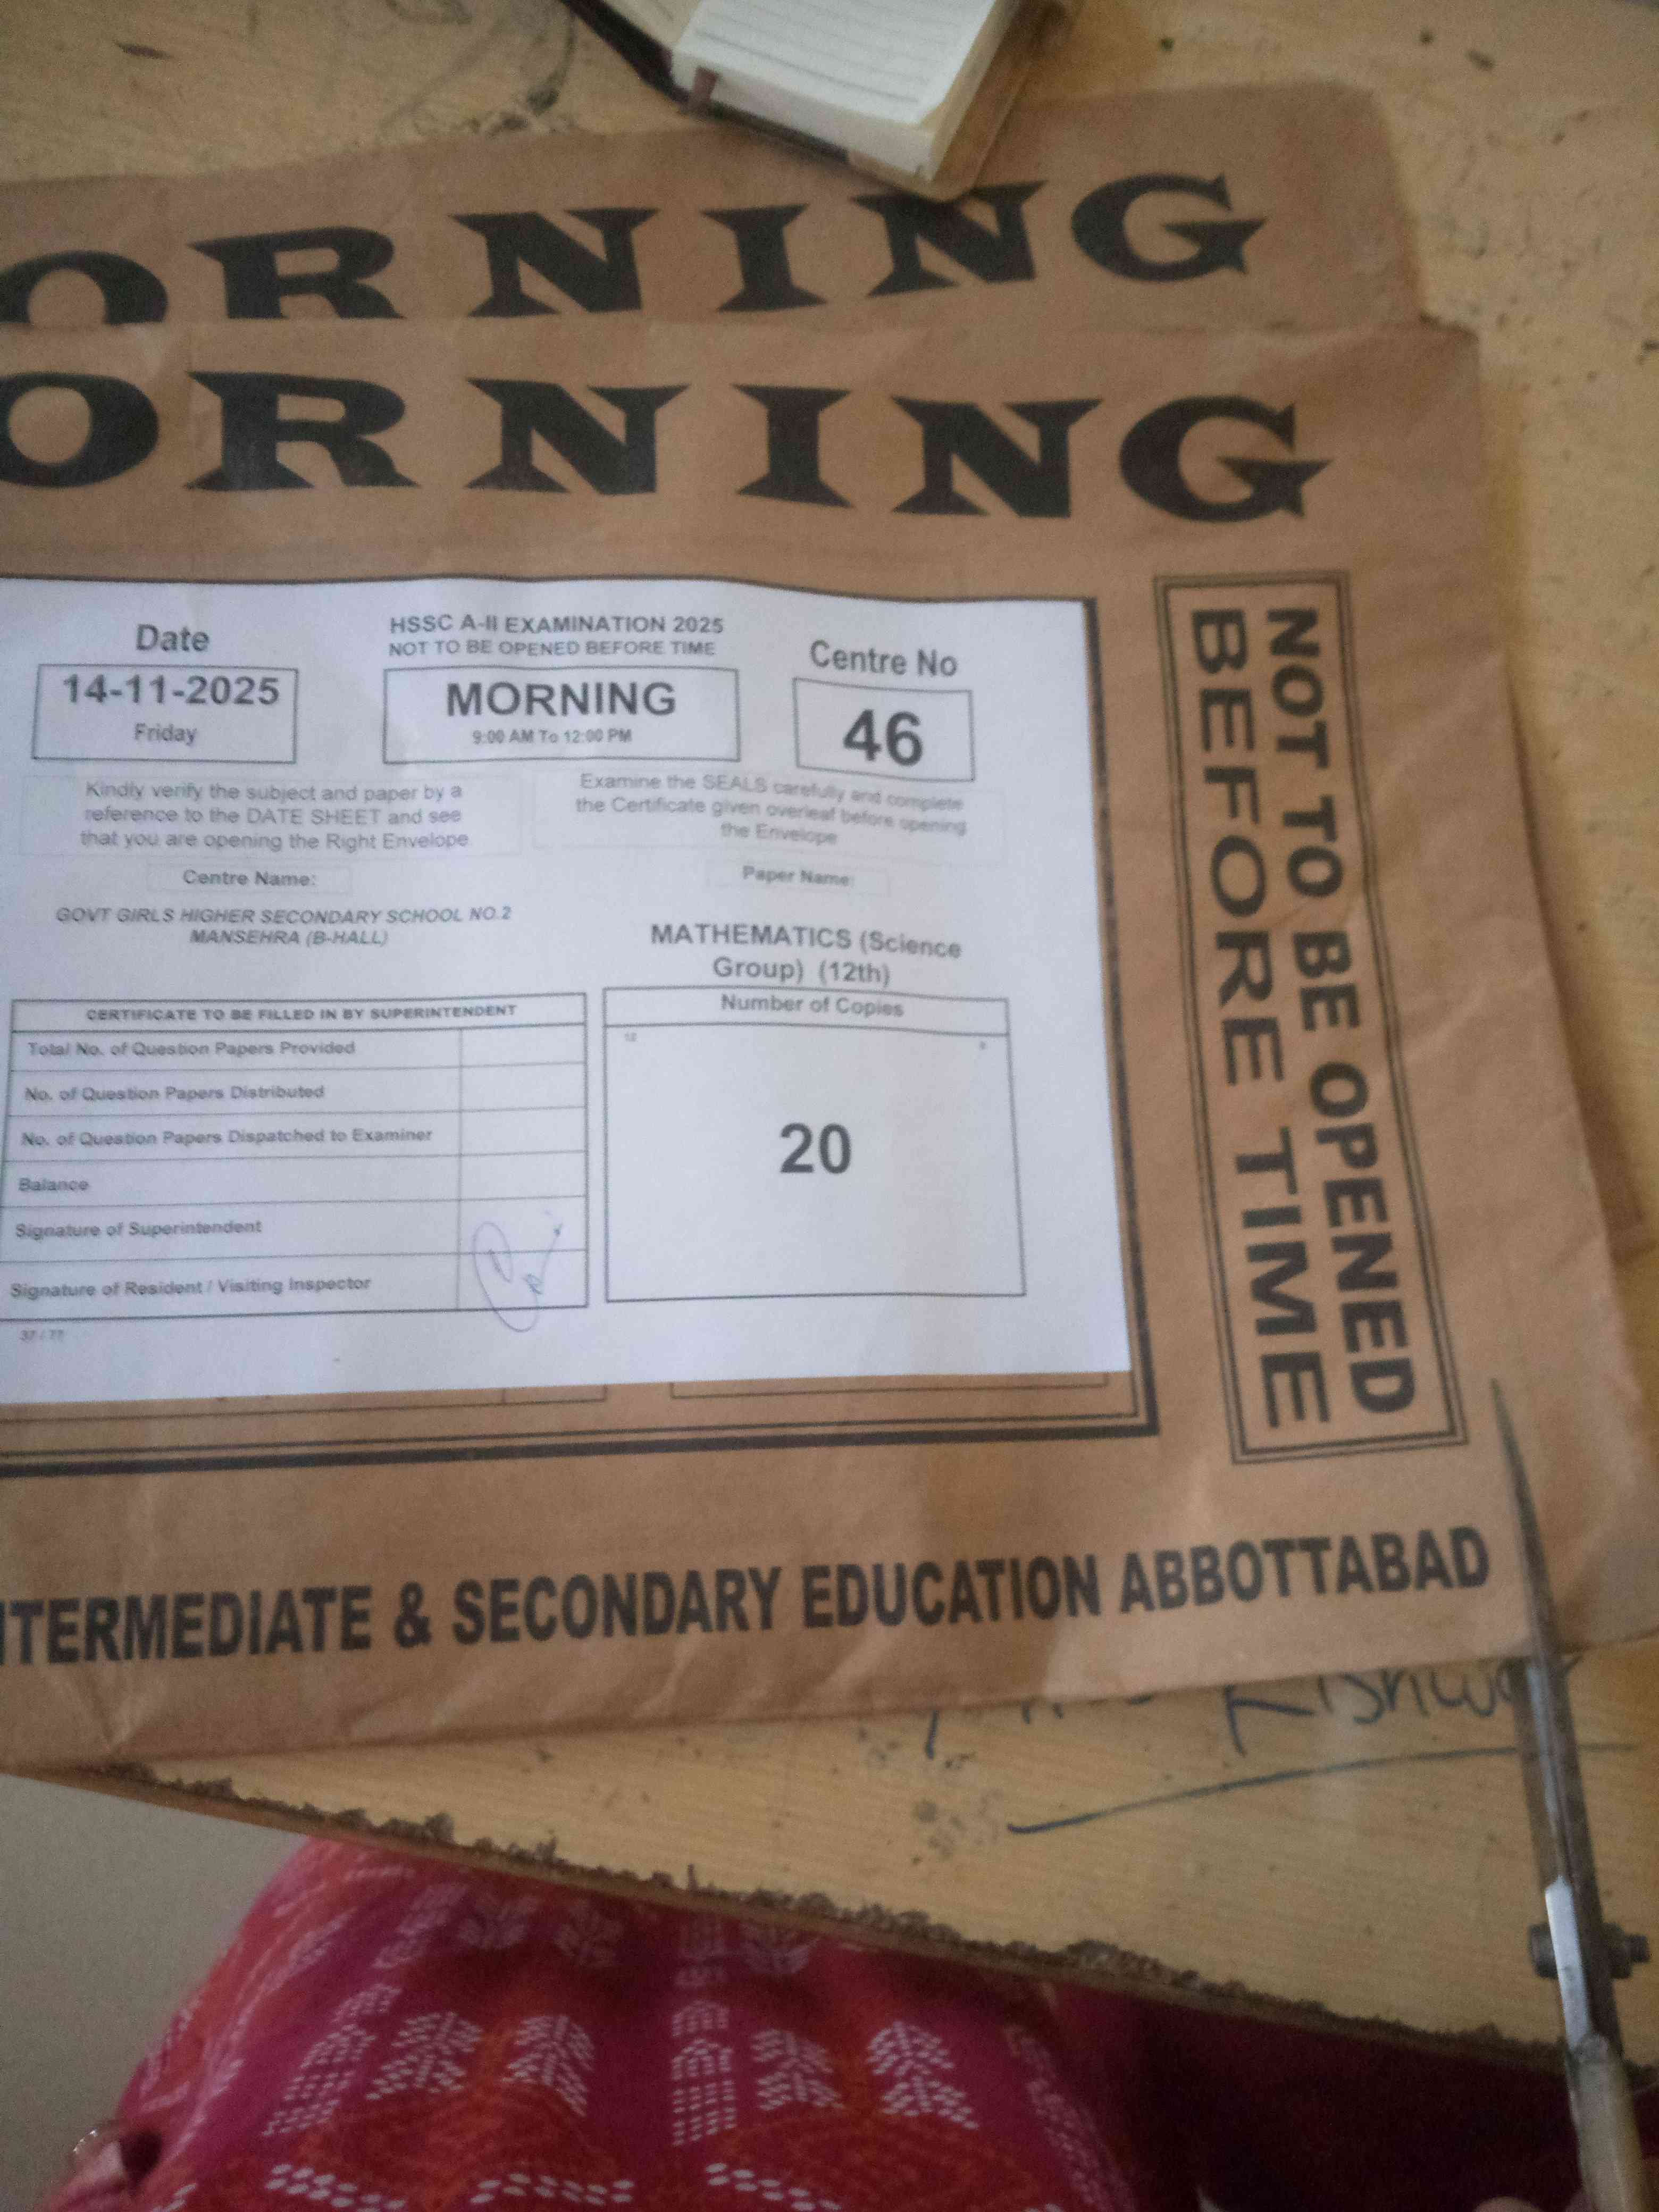 ORNING
ORNING
Date
14-11-2025
Friday
HSSC A-II EXAMINATION 2025
NOT TO BE OPENED BEFORE TIME
MORNING
9:00 AM To 12:00 PM
Centre No
46
Kindly verify the subject and paper by a
reference to the DATE SHEET and see
that you are opening the Right Envelope
Examine the SEALS carefully and complete
the Certificate given overleaf before opening
the Envelope
Centre Name:
GOVT GIRLS HIGHER SECONDARY SCHOOL NO.2
MANSEHRA (B-HALL)
Paper Name:
MATHEMATICS (Science
Group) (12th)
CERTIFICATE TO BE FILLED IN BY SUPERINTENDENT
Total No. of Question Papers Provided
No. of Question Papers Distributed
No. of Question Papers Dispatched to Examiner
Balance
Signature of Superintendent
Signature of Resident / Visiting Inspector
Number of Copies
20
37 / 77
NOT TO BE OPENED
BEFORE TIME
NTERMEDIATE & SECONDARY EDUCATION ABBOTTABAD